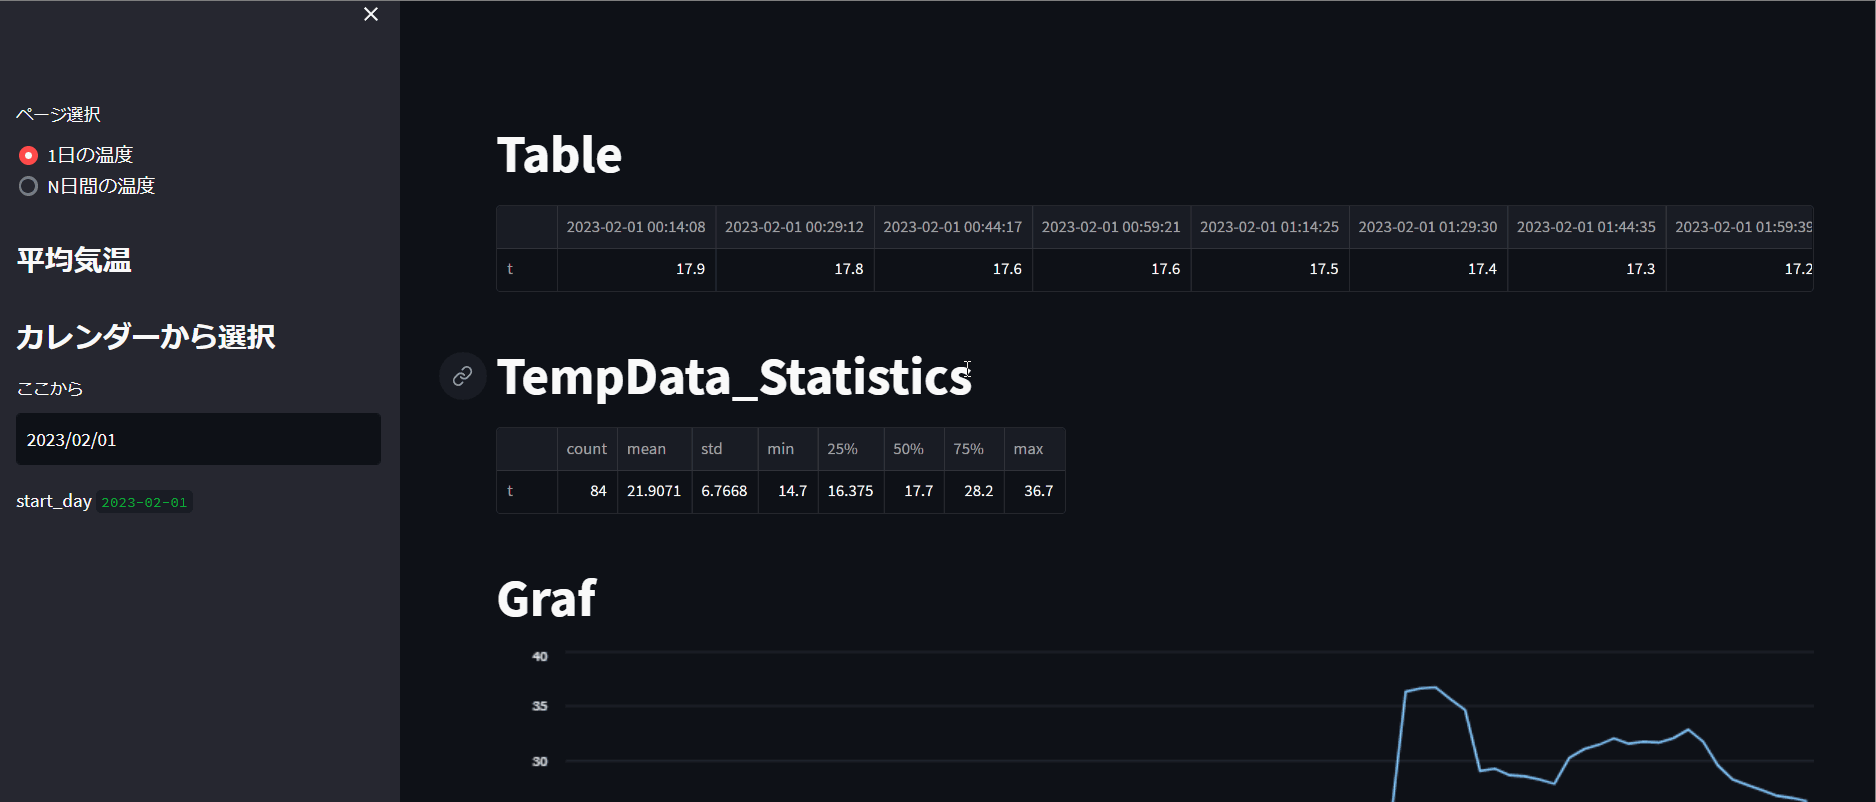 ページ選択
1日の温度
N日間の温度
平均気温
カレンダーから選択
ここから
2023/02/01
start_day 2023-02-01
Table
2023-02-01 00:14:08 2023-02-01 00:29:12 2023-02-01 00:44:17 2023-02-01 00:59:21 2023-02-01 01:14:25 2023-02-01 01:29:30 2023-02-01 01:44:35 2023-02-01 01:59:39
t 17.9 17.8 17.6 17.6 17.5 17.4 17.3 17.2
TempData_Statistics
count mean std min 25% 50% 75% max
t 84 21.9071 6.7668 14.7 16.375 17.7 28.2 36.7
Graf
40
35
30